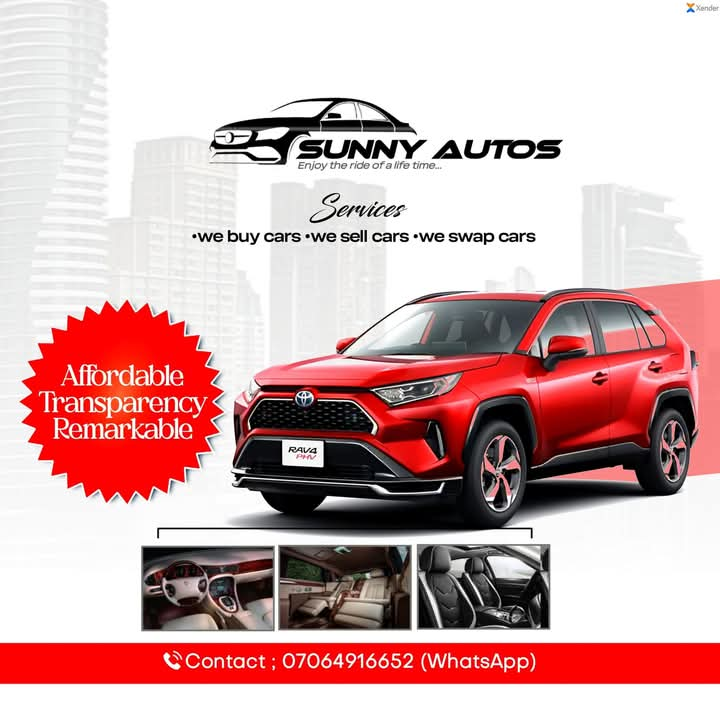 Xender
SUNNY AUTOS
Enjoy the ride of a life time...
Services
•we buy cars •we sell cars •we swap cars
Affordable
Transparency
Remarkable
RAV4
PHV
Contact ; 07064916652 (WhatsApp)